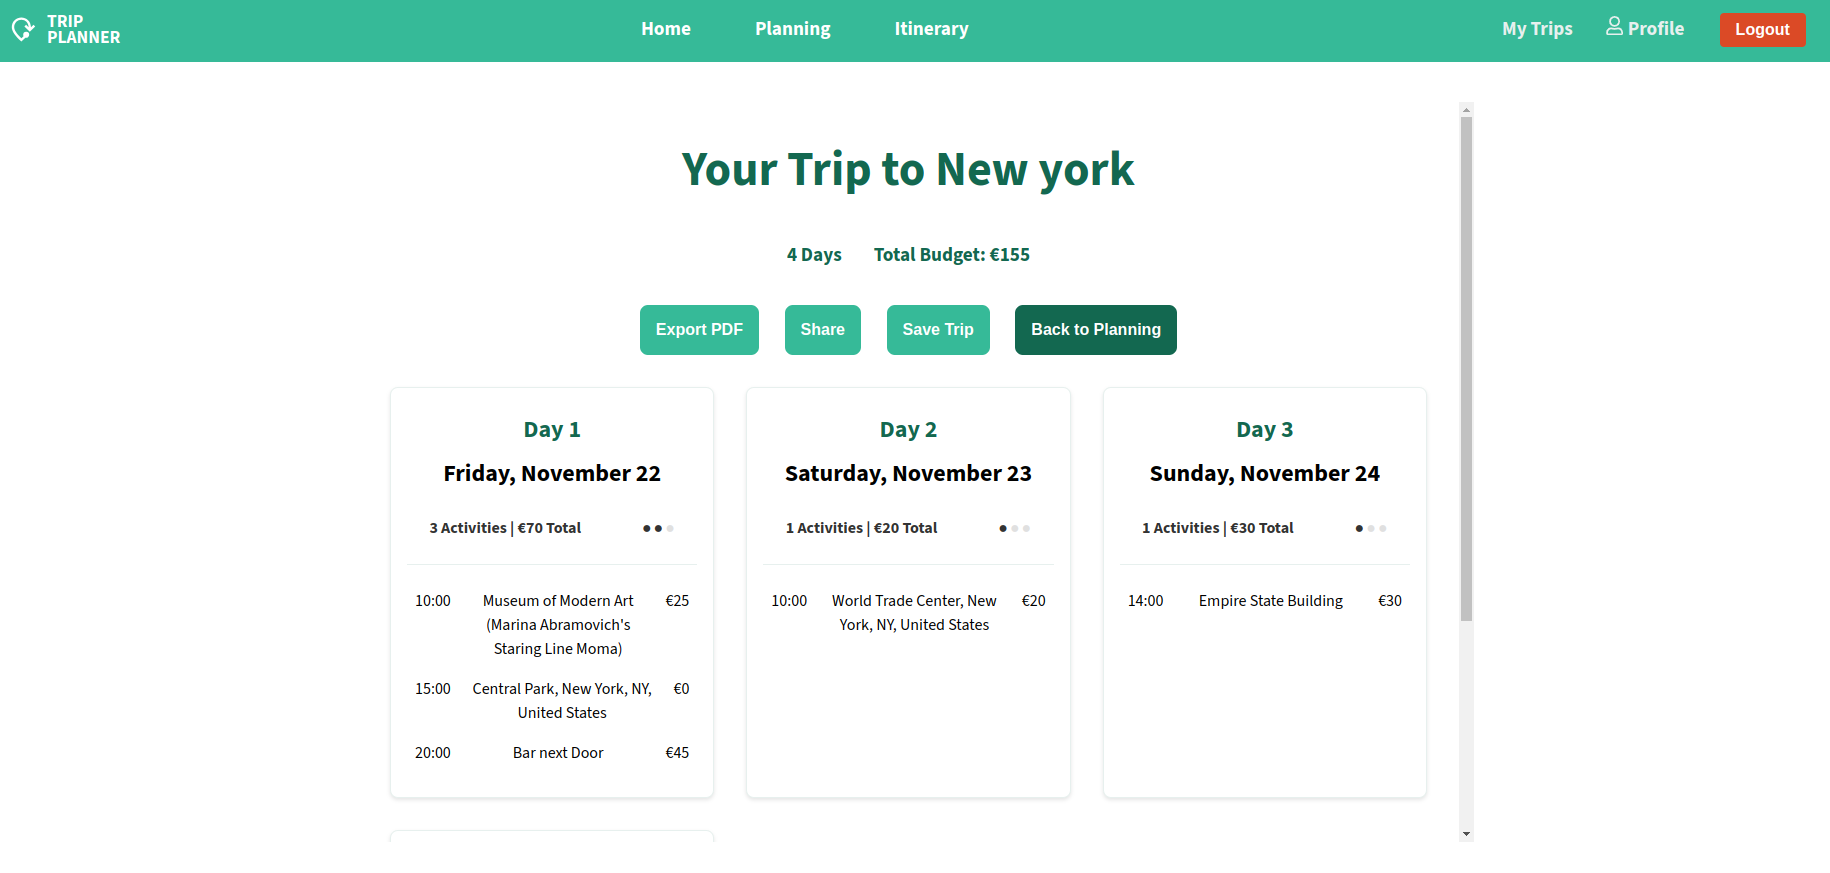 TRIP
PLANNER
Home
Planning
Itinerary
My Trips
Profile
Logout
Your Trip to New york
4 Days
Total Budget: €155
Export PDF
Share
Save Trip
Back to Planning
Day 1
Friday, November 22
3 Activities | €70 Total
10:00
Museum of Modern Art
(Marina Abramovich's
Staring Line Moma)
€25
15:00
Central Park, New York, NY,
United States
€0
20:00
Bar next Door
€45
Day 2
Saturday, November 23
1 Activities | €20 Total
10:00
World Trade Center, New
York, NY, United States
€20
Day 3
Sunday, November 24
1 Activities | €30 Total
14:00
Empire State Building
€30